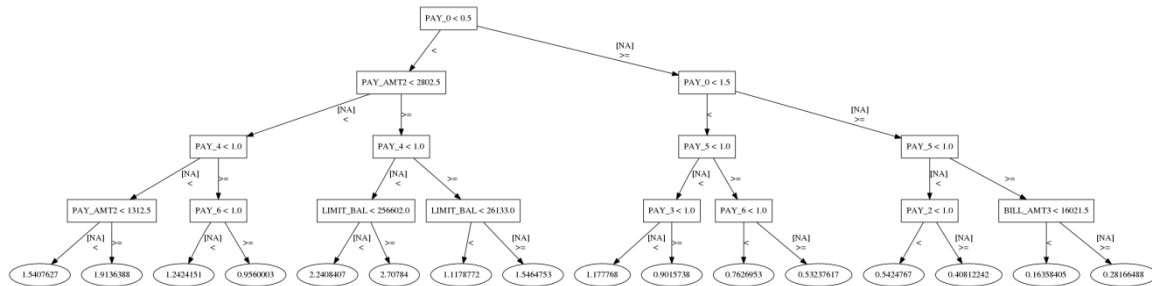 PAY_0 < 0.5
[NA]
< >=
PAY_AMT2 < 2802.5 PAY_0 < 1.5
[NA] [NA]
< >= < >=
PAY_4 < 1.0 PAY_4 < 1.0 PAY_5 < 1.0 PAY_5 < 1.0
[NA] [NA] [NA] [NA]
< >= < >= < >= < >=
PAY_AMT2 < 1312.5 PAY_6 < 1.0 LIMIT_BAL < 256602.0 LIMIT_BAL < 26133.0 PAY_3 < 1.0 PAY_6 < 1.0 PAY_2 < 1.0 BILL_AMT3 < 16021.5
[NA] [NA] [NA] [NA] [NA] [NA] [NA] [NA]
< >= < >= < >= < >= < >= < >= < >= < >=
1.5407627 1.9136388 1.2424151 0.9560003 2.2408407 2.70784 1.1178772 1.5464753 1.177768 0.9015738 0.7626953 0.53237617 0.5424767 0.40812242 0.16358405 0.28166488